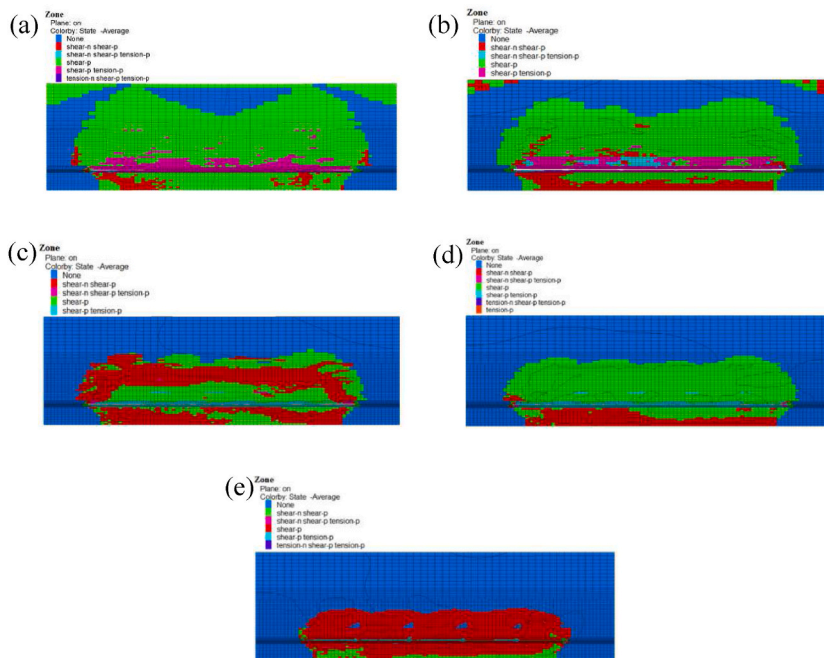 (a)
Zone
Plane: on
Colorby: State -Average
None
shear-n shear-p
shear-n shear-p tension-p
shear-p
shear-p tension-p
tension-n shear-p tension-p
(b)
Zone
Plane: on
Colorby: State -Average
None
shear-n shear-p
shear-n shear-p tension-p
shear-p
shear-p tension-p
(c)
Zone
Plane: on
Colorby: State -Average
None
shear-n shear-p
shear-n shear-p tension-p
shear-p
shear-p tension-p
(d)
Zone
Plane: on
Colorby: State -Average
None
shear-n shear-p
shear-n shear-p tension-p
shear-p
shear-p tension-p
tension-n shear-p tension-p
tension-p
(e)
Zone
Plane: on
Colorby: State -Average
None
shear-n shear-p
shear-n shear-p tension-p
shear-p
shear-p tension-p
tension-n shear-p tension-p